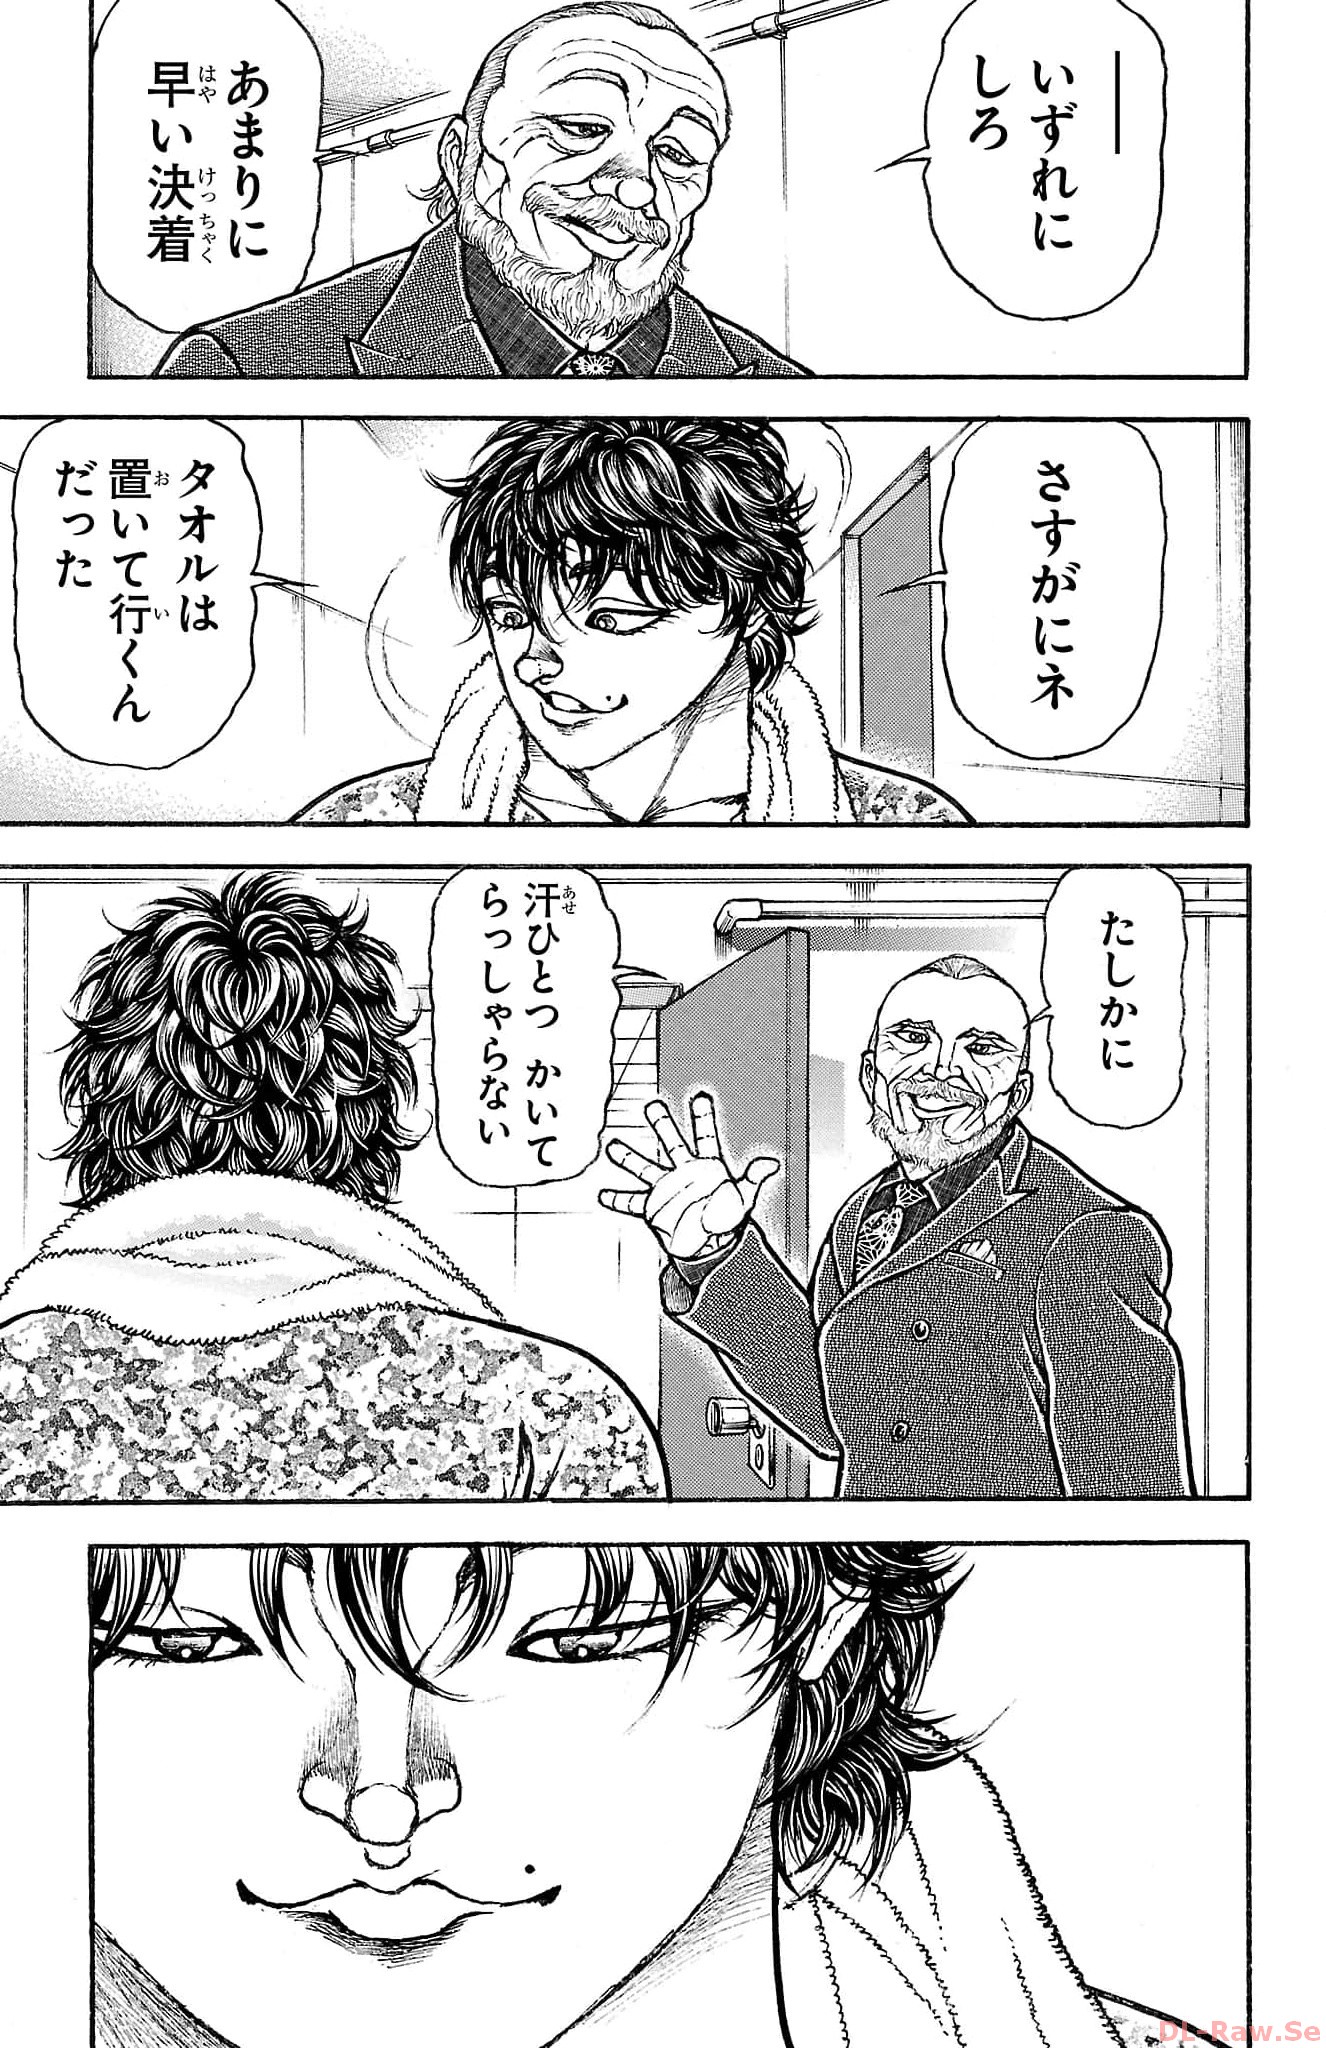 ―いずれに
しろ
あまりに
早い決着
さすがにネ
タオルは
置いて行くん
だった
たしかに
汗ひとつ かいて
らっしゃらない
DL-Raw.Se